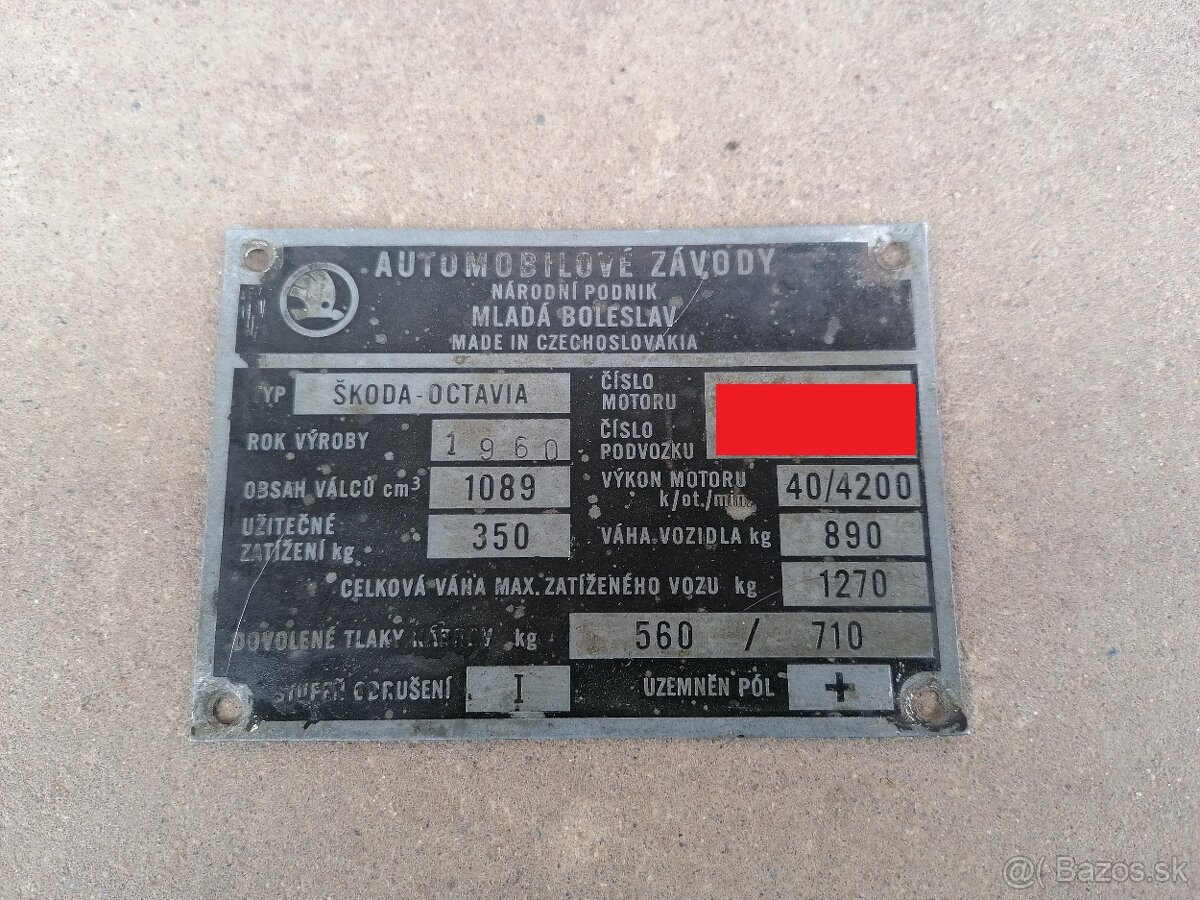 AUTOMOBILOVÉ ZÁVODY
NÁRODNÍ PODNIK
MLADÁ BOLESLAV
MADE IN CZECHOSLOVAKIA
TYP ŠKODA-OCTAVIA
ČÍSLO MOTORU
ROK VÝROBY 1960
ČÍSLO PODVOZKU
OBSAH VÁLCŮ cm³ 1089
VÝKON MOTORU k/ot./min. 40/4200
UŽITEČNÉ ZATÍŽENÍ kg 350
VÁHA VOZIDLA kg 890
CELKOVÁ VÁHA MAX. ZATÍŽENÉHO VOZU kg 1270
DOVOLENÉ TLAKY NÁPRAV kg 560 / 710
STUPEŇ ODRUŠENÍ I
UZEMNĚN PÓL +
@( Bazos.sk